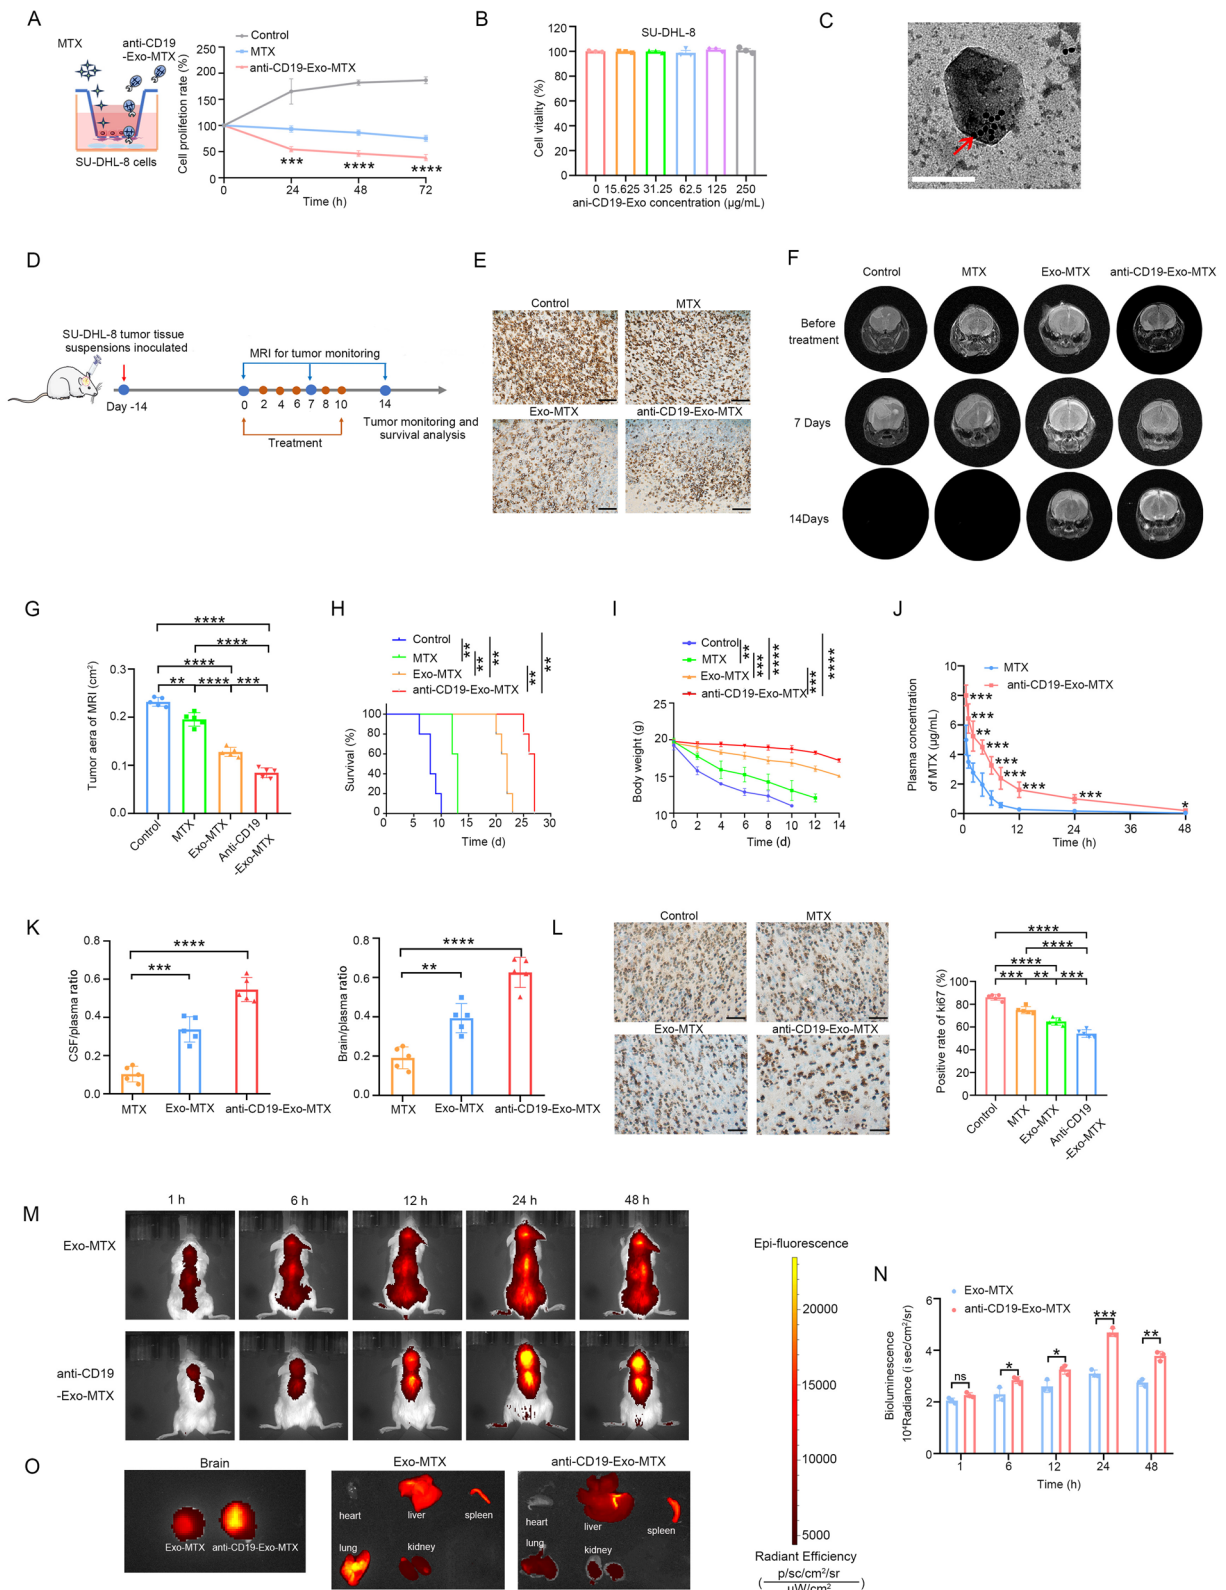 A
MTX
anti-CD19
-Exo-MTX
SU-DHL-8 cells
Control
MTX
anti-CD19-Exo-MTX
Cell prolifetion rate (%)
250
200
150
100
50
0
***
****
****
0
24
48
72
Time (h)
B
SU-DHL-8
Cell vitality (%)
120
100
80
60
40
20
0
0
15.625
31.25
62.5
125
250
ani-CD19-Exo concentration (μg/mL)
C
D
SU-DHL-8 tumor tissue
suspensions inoculated
MRI for tumor monitoring
Day -14
0
2
4
6
7
8
10
14
Treatment
Tumor monitoring and
survival analysis
E
Control
MTX
Exo-MTX
anti-CD19-Exo-MTX
F
Control
MTX
Exo-MTX
anti-CD19-Exo-MTX
Before
treatment
7 Days
14Days
G
****
****
****
**
****
***
Tumor aera of MRI (cm²)
0.3
0.2
0.1
0.0
Control
MTX
Exo-MTX
Anti-CD19
-Exo-MTX
H
Control
MTX
Exo-MTX
anti-CD19-Exo-MTX
**
**
**
**
**
Survival (%)
100
80
60
40
20
0
0
5
10
15
20
25
30
Time (d)
I
Control
MTX
Exo-MTX
anti-CD19-Exo-MTX
**
***
****
***
****
Body weight (g)
25
20
15
10
0
2
4
6
8
10
12
14
Time (d)
J
MTX
anti-CD19-Exo-MTX
Plasma concentration
of MTX (μg/mL)
10
8
6
4
2
0
***
***
**
***
***
***
***
*
0
12
24
36
48
Time (h)
K
CSF/plasma ratio
0.8
0.6
0.4
0.2
0.0
****
***
MTX
Exo-MTX
anti-CD19-Exo-MTX
Brain/plasma ratio
0.8
0.6
0.4
0.2
0.0
****
**
MTX
Exo-MTX
anti-CD19-Exo-MTX
L
Control
MTX
Exo-MTX
anti-CD19-Exo-MTX
****
****
****
***
**
***
Positive rate of ki67 (%)
100
80
60
40
20
0
Control
MTX
Exo-MTX
Anti-CD19
-Exo-MTX
M
1 h
6 h
12 h
24 h
48 h
Exo-MTX
anti-CD19
-Exo-MTX
Epi-fluorescence
20000
15000
10000
5000
Radiant Efficiency
(p/sc/cm²/sr
μW/cm²)
N
Exo-MTX
anti-CD19-Exo-MTX
Bioluminescence
10⁴Radiance (i sec/cm²/sr)
6
4
2
0
ns
*
*
***
**
1
6
12
24
48
Time (h)
O
Brain
Exo-MTX
anti-CD19-Exo-MTX
Exo-MTX
heart
liver
spleen
lung
kidney
anti-CD19-Exo-MTX
heart
liver
spleen
lung
kidney